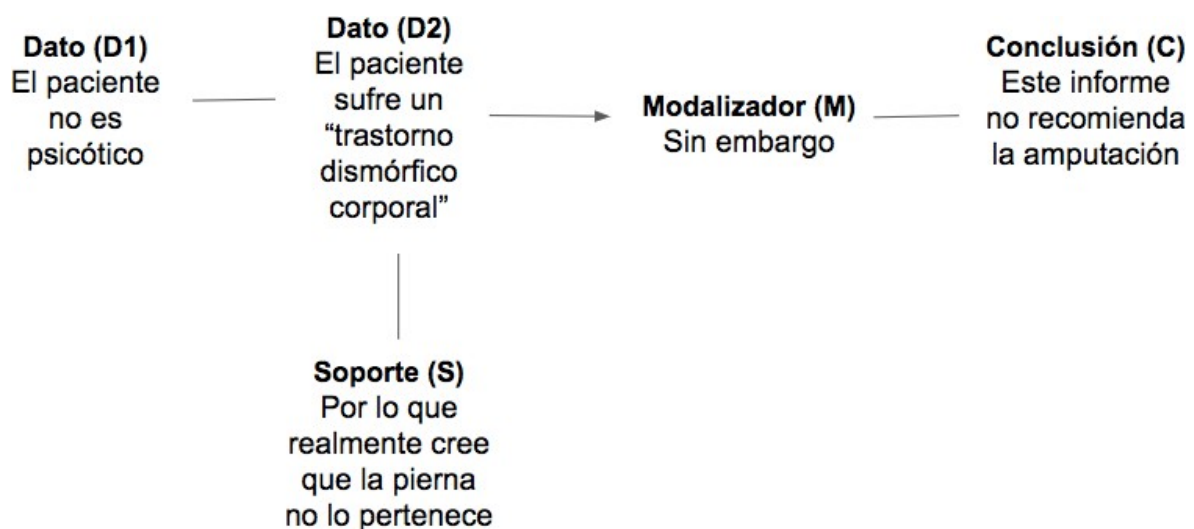 Dato (D1)
El paciente
no es
psicótico
Dato (D2)
El paciente
sufre un
“trastorno
dismórfico
corporal”
Modalizador (M)
Sin embargo
Conclusión (C)
Este informe
no recomienda
la amputación
Soporte (S)
Por lo que
realmente cree
que la pierna
no lo pertenece